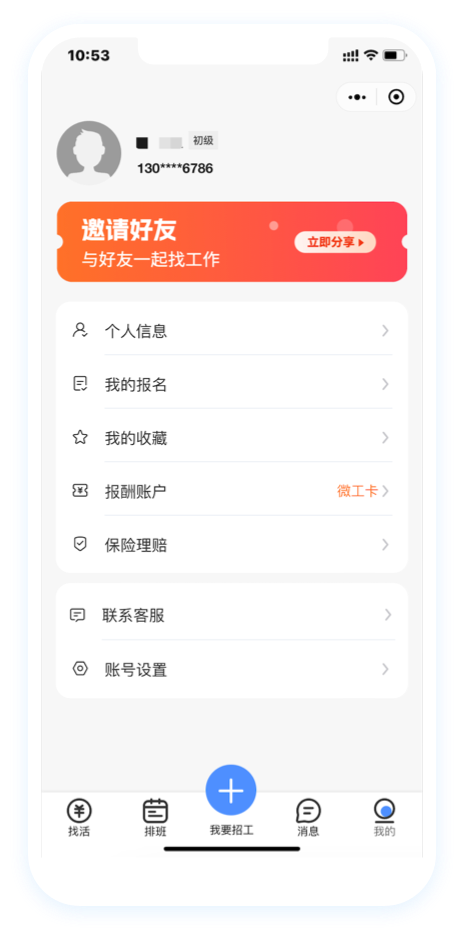 10:53
初级
130****6786
邀请好友
立即分享
与好友一起找工作
个人信息
我的报名
我的收藏
报酬账户 微工卡
保险理赔
联系客服
账号设置
找活 排班 我要招工 消息 我的